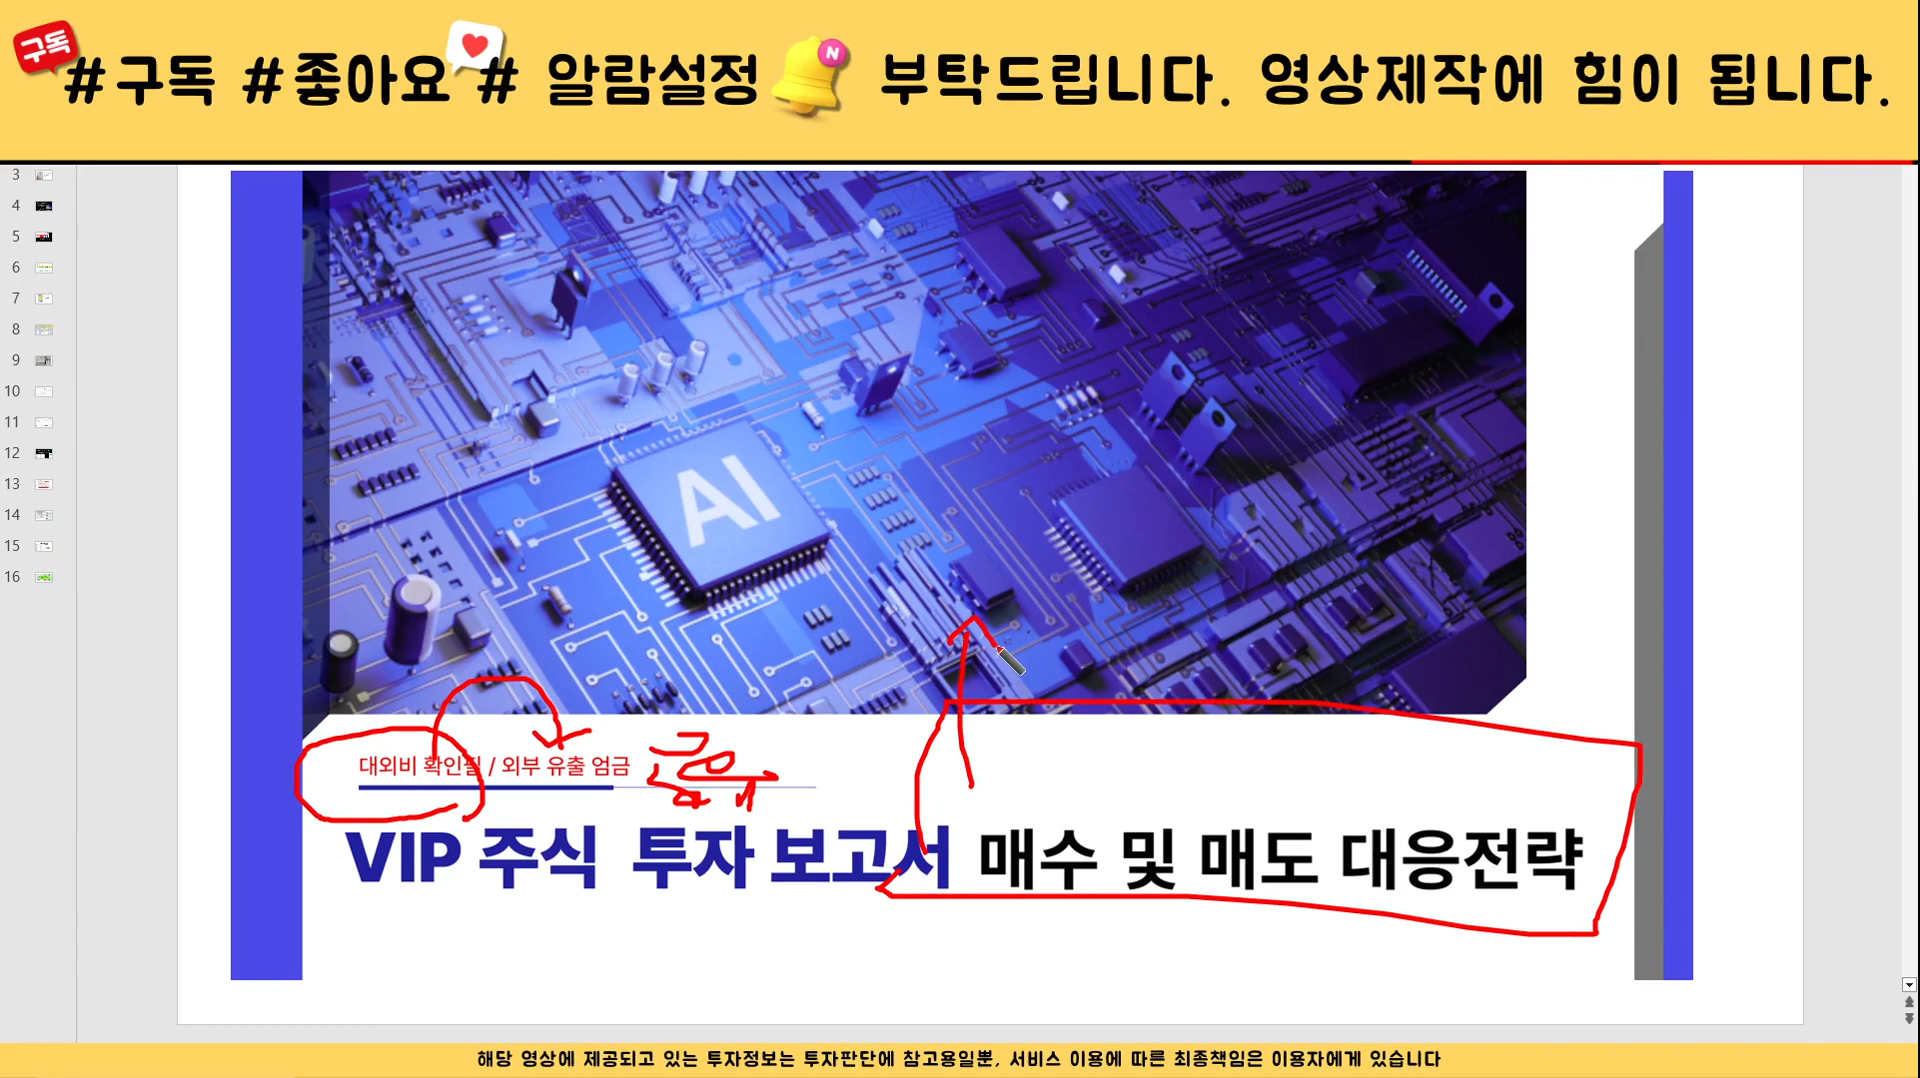 구독
#구독 #좋아요 # 알람설정 N 부탁드립니다. 영상제작에 힘이 됩니다.
3
4
5
6
7
8
9
10
11
12
13
14
15
16
AI
대외비 확인필 / 외부 유출 엄금
VIP 주식 투자 보고서 매수 및 매도 대응전략
해당 영상에 제공되고 있는 투자정보는 투자판단에 참고용일뿐, 서비스 이용에 따른 최종책임은 이용자에게 있습니다